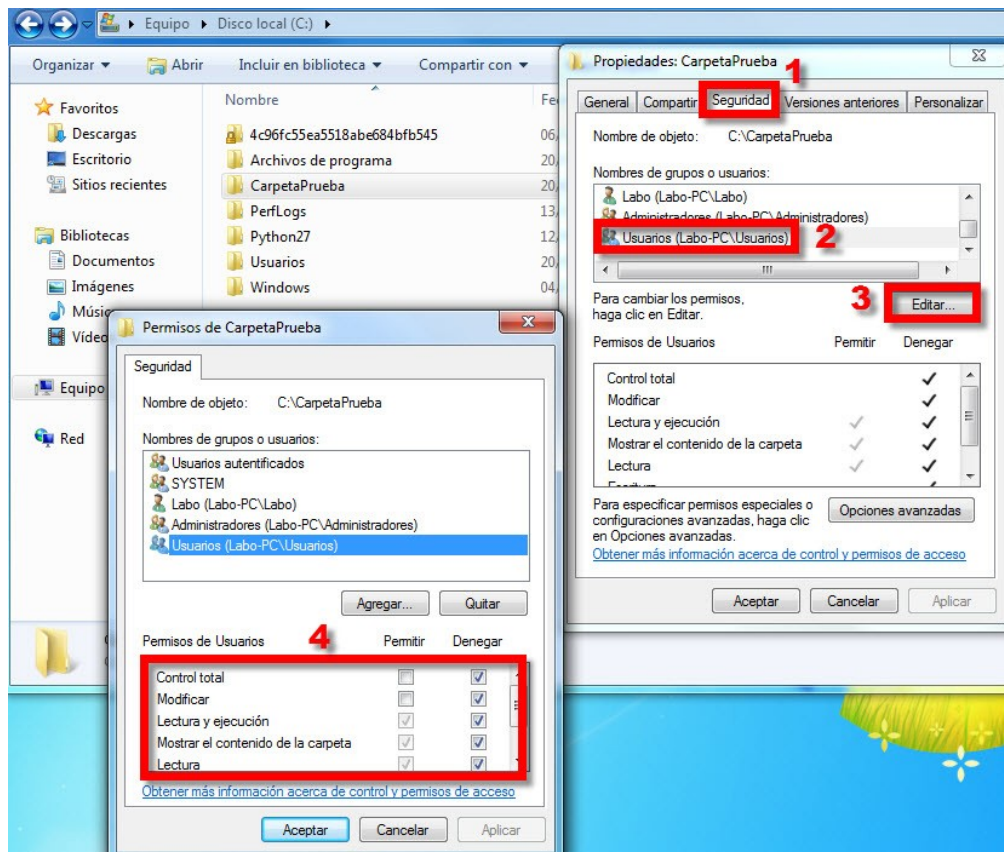 Equipo Disco local (C:)
Organizar Abrir Incluir en biblioteca Compartir con
Favoritos
Descargas
Escritorio
Sitios recientes
Bibliotecas
Documentos
Imágenes
Equipo
Red
Nombre
4c96fc55ea5518abe684bfb545 06,
Archivos de programa 20,
CarpetaPrueba 20,
PerfLogs 13,
Python27 12,
Usuarios 20,
Windows 04,
Propiedades: CarpetaPrueba
1
General Compartir Seguridad Versiones anteriores Personalizar
Nombre de objeto: C:\CarpetaPrueba
Nombres de grupos o usuarios:
Labo (Labo-PC\Labo)
Administradores (Labo-PC\Administradores)
Usuarios (Labo-PC\Usuarios) 2
Para cambiar los permisos,
haga clic en Editar.
3 Editar...
Permisos de Usuarios Permitir Denegar
Control total
Modificar
Lectura y ejecución
Mostrar el contenido de la carpeta
Lectura
Para especificar permisos especiales o
configuraciones avanzadas, haga clic
en Opciones avanzadas.
Opciones avanzadas
Obtener más información acerca de control y permisos de acceso
Aceptar Cancelar Aplicar
Permisos de CarpetaPrueba
Seguridad
Nombre de objeto: C:\CarpetaPrueba
Nombres de grupos o usuarios:
Usuarios autentificados
SYSTEM
Labo (Labo-PC\Labo)
Administradores (Labo-PC\Administradores)
Usuarios (Labo-PC\Usuarios)
Agregar... Quitar
Permisos de Usuarios 4 Permitir Denegar
Control total
Modificar
Lectura y ejecución
Mostrar el contenido de la carpeta
Lectura
Obtener más información acerca de control y permisos de acceso
Aceptar Cancelar Aplicar